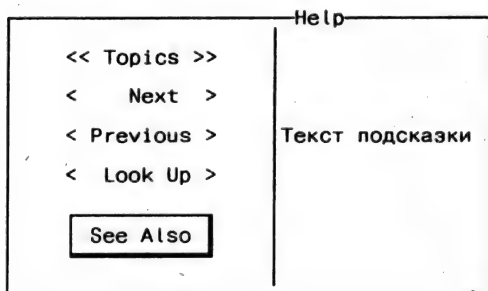 Help
<< Topics >>
< Next >
< Previous >
< Look Up >
See Also
Текст подсказки